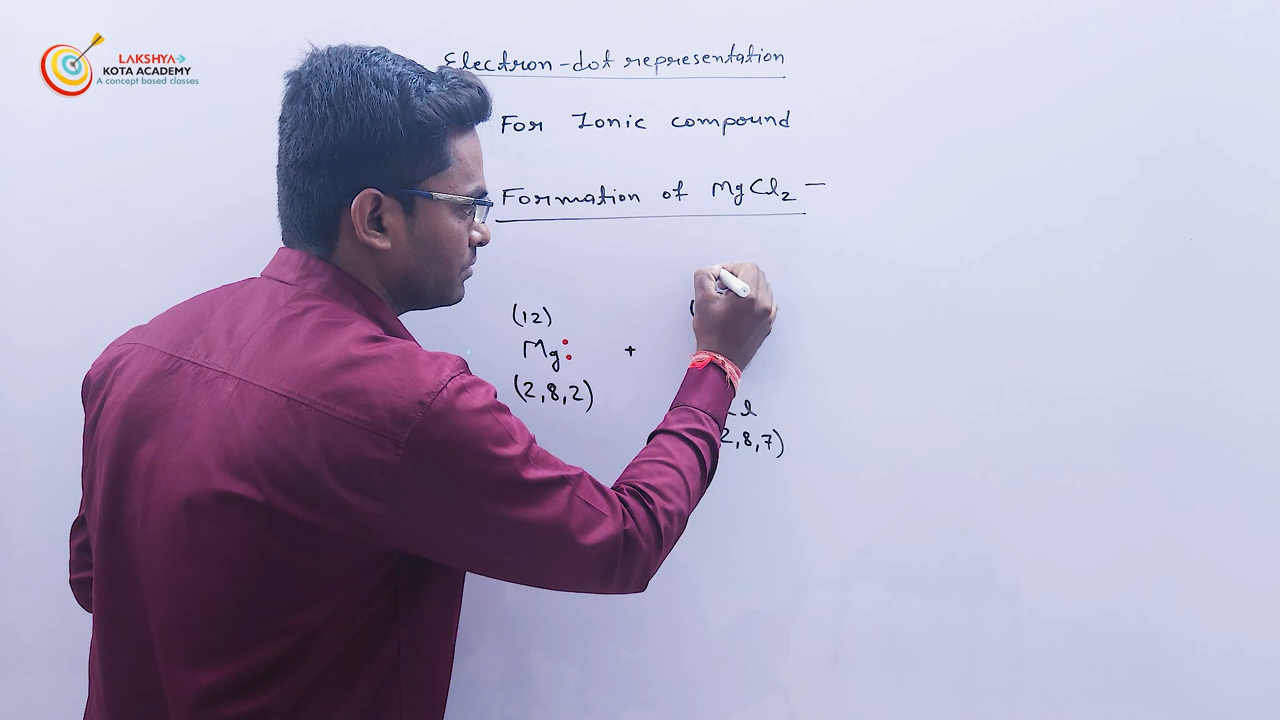 LAKSHYA
KOTA ACADEMY
A concept based classes
Electron-dot representation
For Ionic compound
Formation of MgCl2 -
(12)
Mg: +
(2,8,2)
2,8,7)